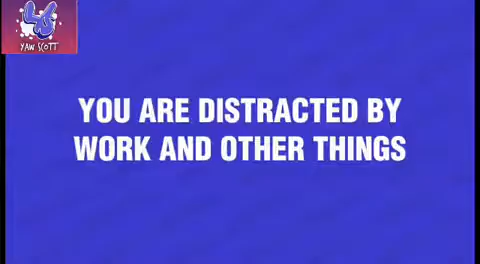 YAW SCOTT
YOU ARE DISTRACTED BY
WORK AND OTHER THINGS